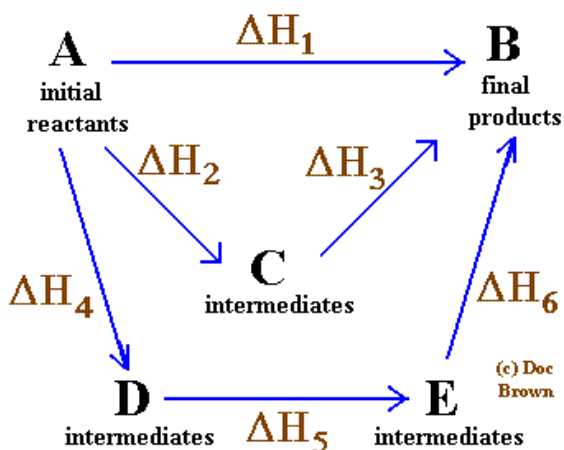 ΔH₁
A
B
initial
reactants
final
products
ΔH₂
ΔH₃
C
intermediates
ΔH₄
ΔH₆
(c) Doc
Brown
D
E
intermediates
ΔH₅
intermediates